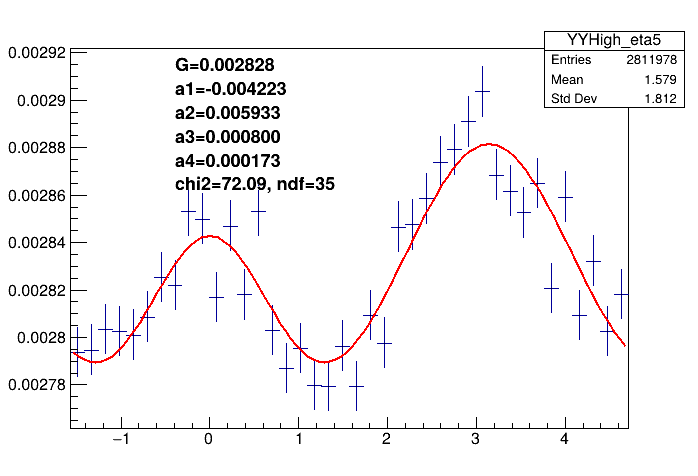 YYHigh_eta5
Entries 2811978
Mean 1.579
Std Dev 1.812
G=0.002828
a1=-0.004223
a2=0.005933
a3=0.000800
a4=0.000173
chi2=72.09, ndf=35
0.00292
0.0029
0.00288
0.00286
0.00284
0.00282
0.0028
0.00278
−1 0 1 2 3 4